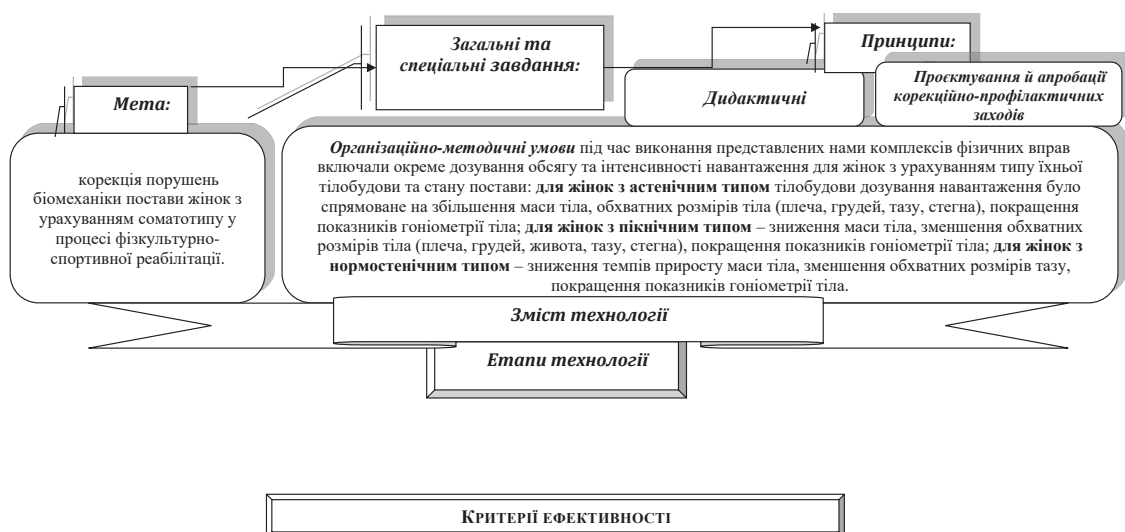 Загальні та
спеціальні завдання:
Принципи:
Мета:
Дидактичні
Проєктування й апробації
корекційно-профілактичних
заходів
корекція порушень
біомеханіки постави жінок з
урахуванням соматотипу у
процесі фізкультурно-
спортивної реабілітації.
Організаційно-методичні умови під час виконання представлених нами комплексів фізичних вправ
включали окреме дозування обсягу та інтенсивності навантаження для жінок з урахуванням типу їхньої
тілобудови та стану постави: для жінок з астенічним типом тілобудови дозування навантаження було
спрямоване на збільшення маси тіла, обхватних розмірів тіла (плеча, грудей, тазу, стегна), покращення
показників гоніометрії тіла; для жінок з пікнічним типом – зниження маси тіла, зменшення обхватних
розмірів тіла (плеча, грудей, живота, тазу, стегна), покращення показників гоніометрії тіла; для жінок з
нормостенічним типом – зниження темпів приросту маси тіла, зменшення обхватних розмірів тазу,
покращення показників гоніометрії тіла.
Зміст технології
Етапи технології
КРИТЕРІЇ ЕФЕКТИВНОСТІ